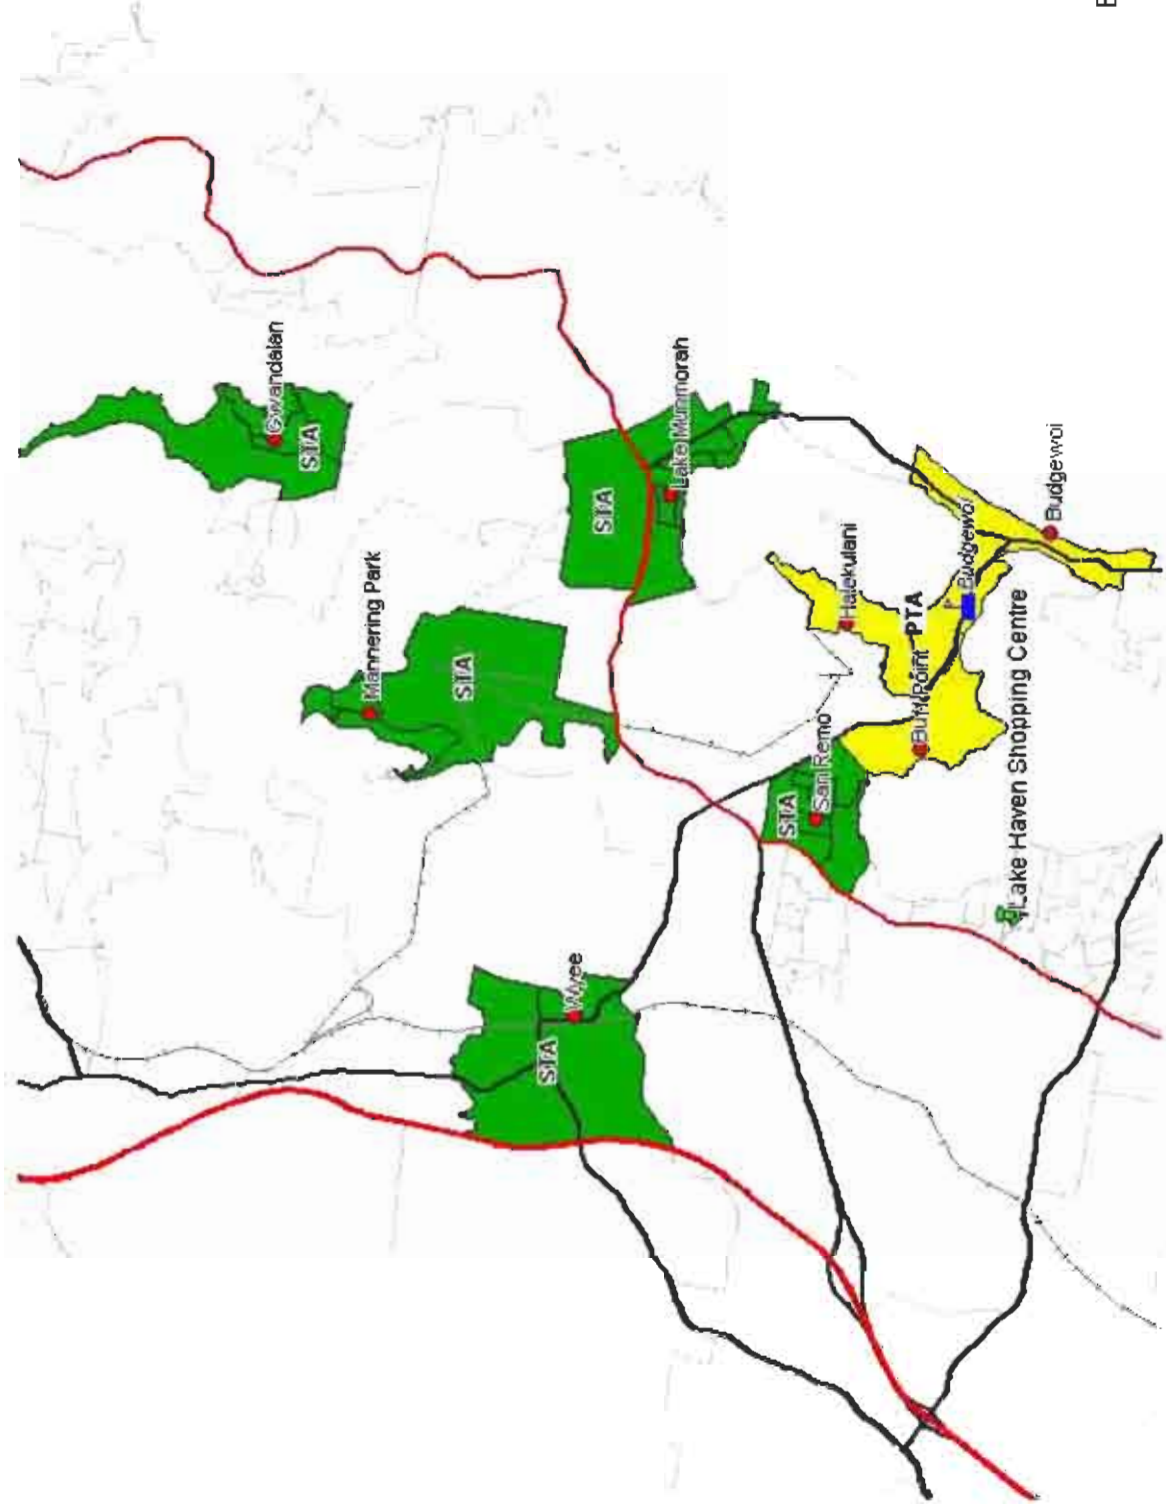 Gwandalan
STA
Mannering Park
STA
STA
Wyee
STA
Lake Munmorah
STA
San Remo
Halekulani
PTA
Buff Point
Budgewoi
Lake Haven Shopping Centre
Budgewoi